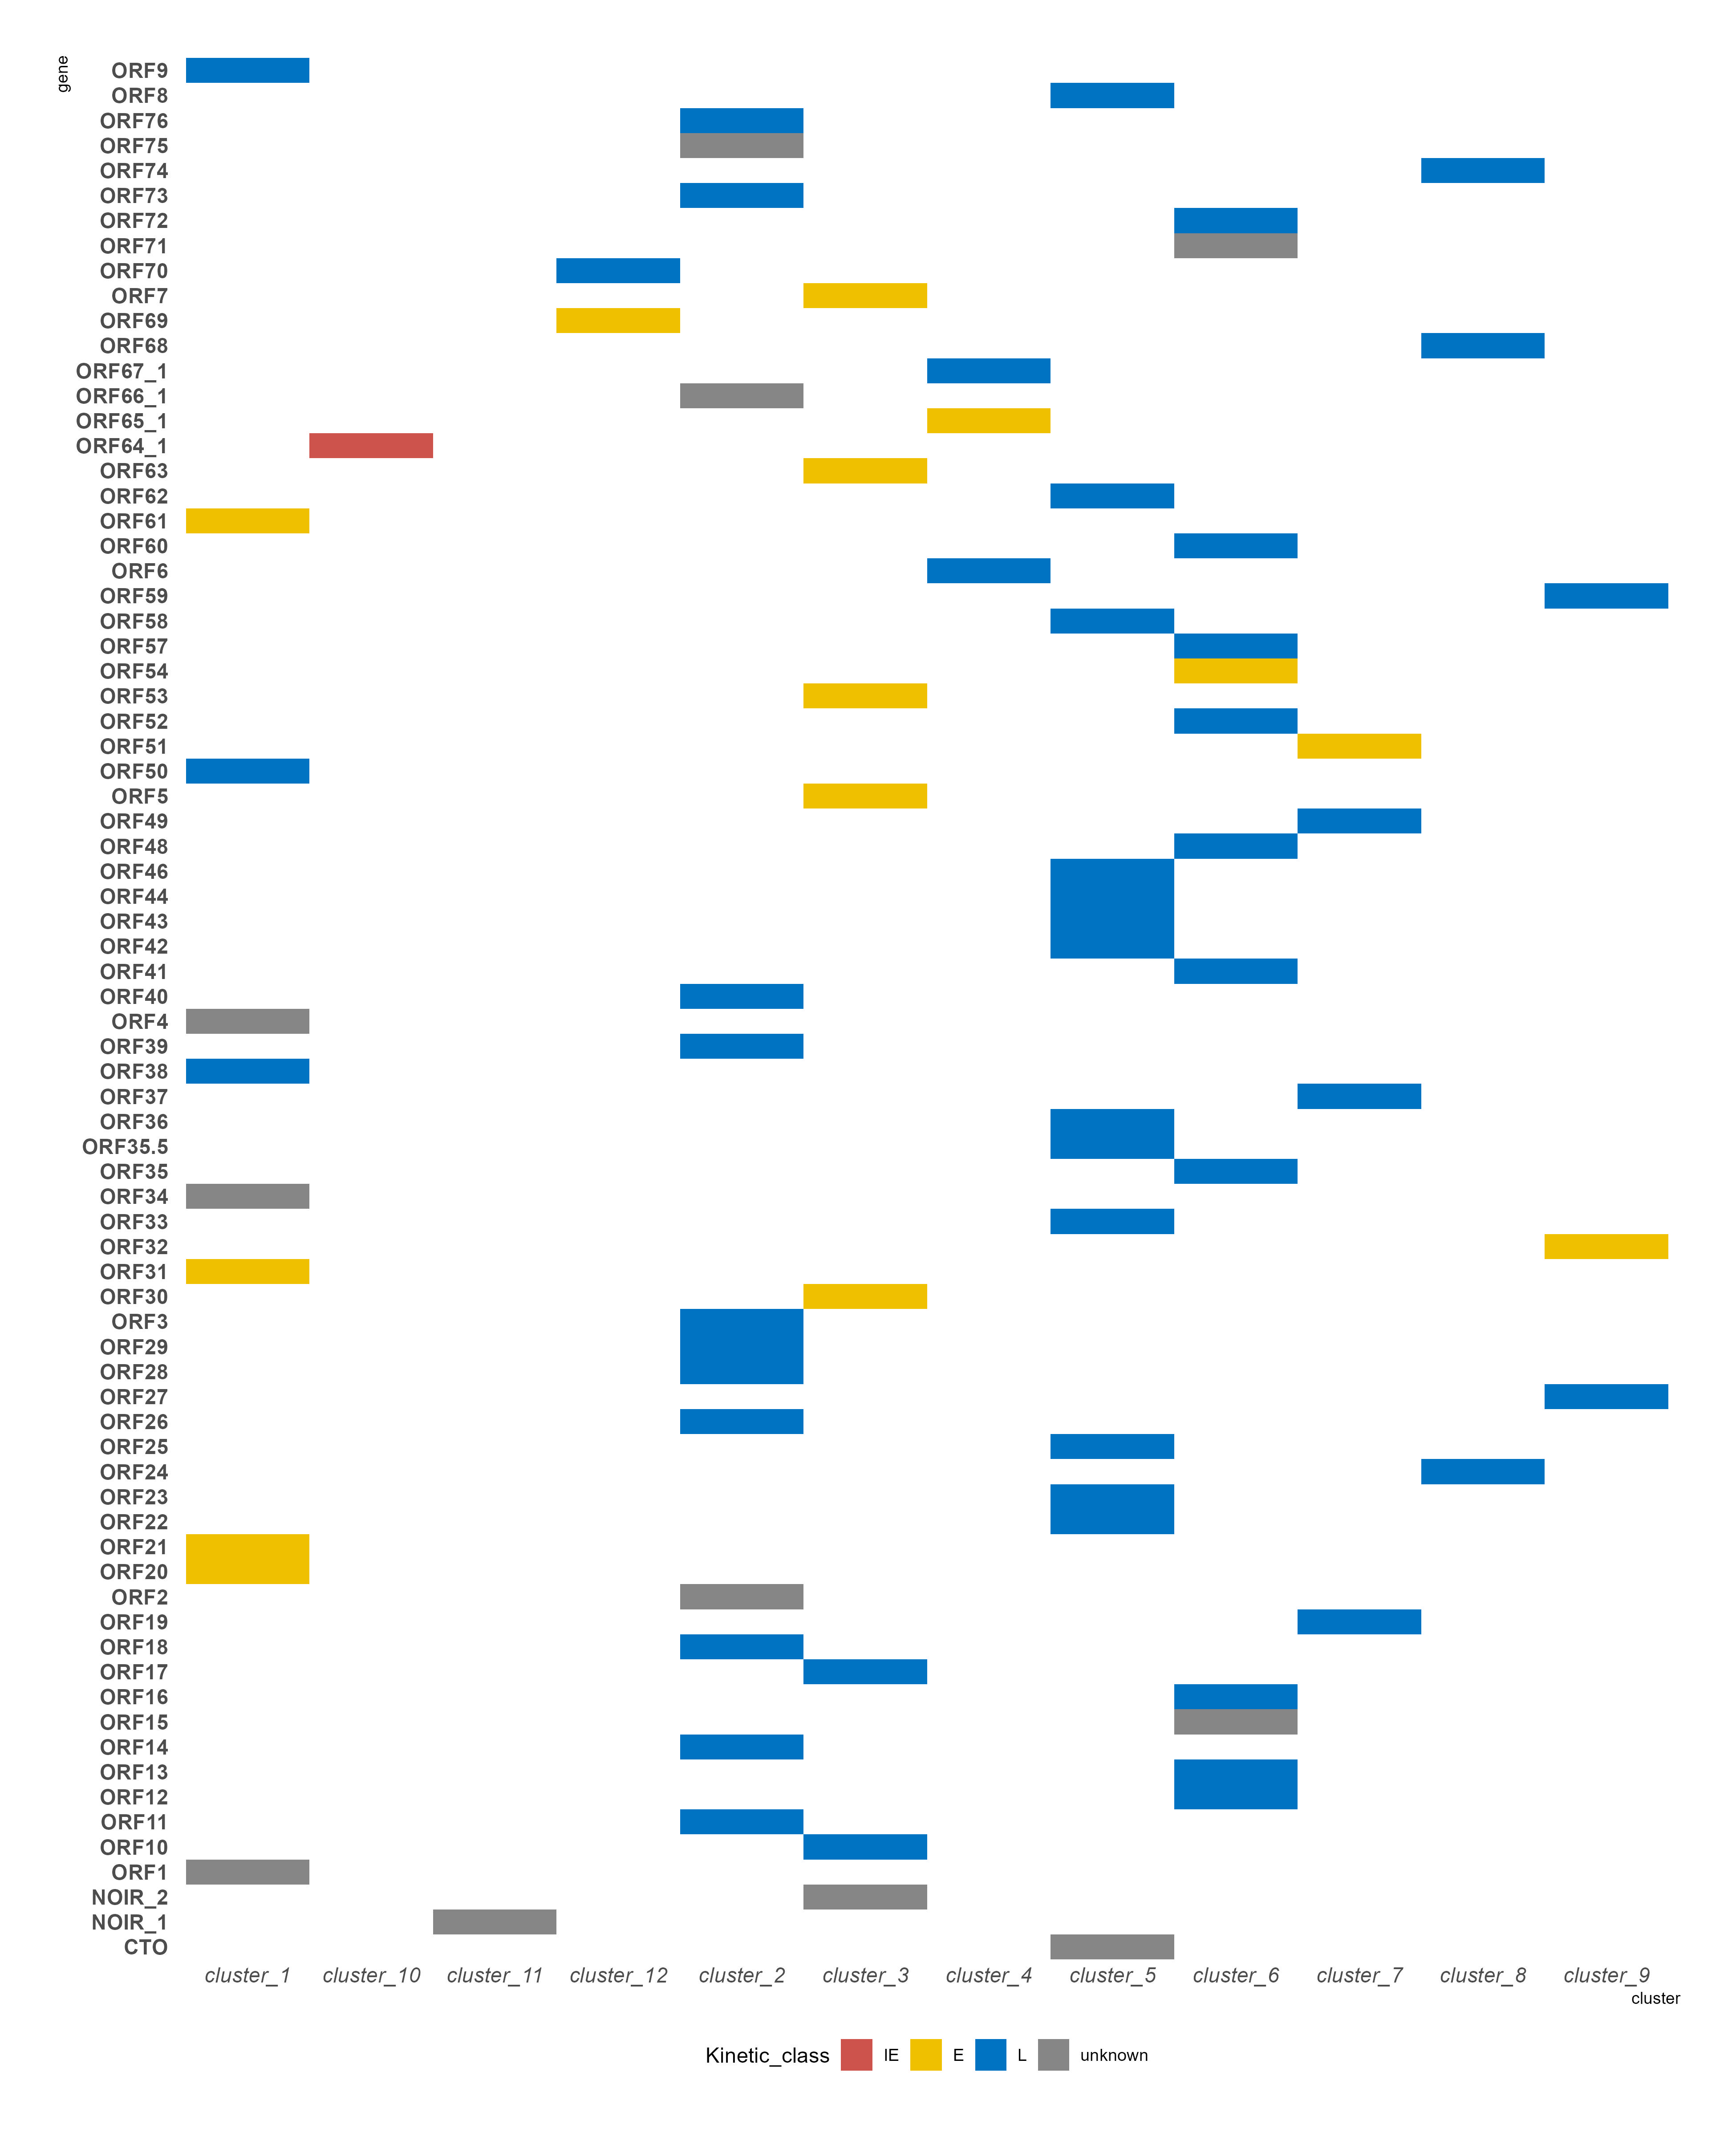 gene
ORF9
ORF8
ORF76
ORF75
ORF74
ORF73
ORF72
ORF71
ORF70
ORF7
ORF69
ORF68
ORF67_1
ORF66_1
ORF65_1
ORF64_1
ORF63
ORF62
ORF61
ORF60
ORF6
ORF59
ORF58
ORF57
ORF54
ORF53
ORF52
ORF51
ORF50
ORF5
ORF49
ORF48
ORF46
ORF44
ORF43
ORF42
ORF41
ORF40
ORF4
ORF39
ORF38
ORF37
ORF36
ORF35.5
ORF35
ORF34
ORF33
ORF32
ORF31
ORF30
ORF3
ORF29
ORF28
ORF27
ORF26
ORF25
ORF24
ORF23
ORF22
ORF21
ORF20
ORF2
ORF19
ORF18
ORF17
ORF16
ORF15
ORF14
ORF13
ORF12
ORF11
ORF10
ORF1
NOIR_2
NOIR_1
CTO
cluster_1 cluster_10 cluster_11 cluster_12 cluster_2 cluster_3 cluster_4 cluster_5 cluster_6 cluster_7 cluster_8 cluster_9
cluster
Kinetic_class IE E L unknown